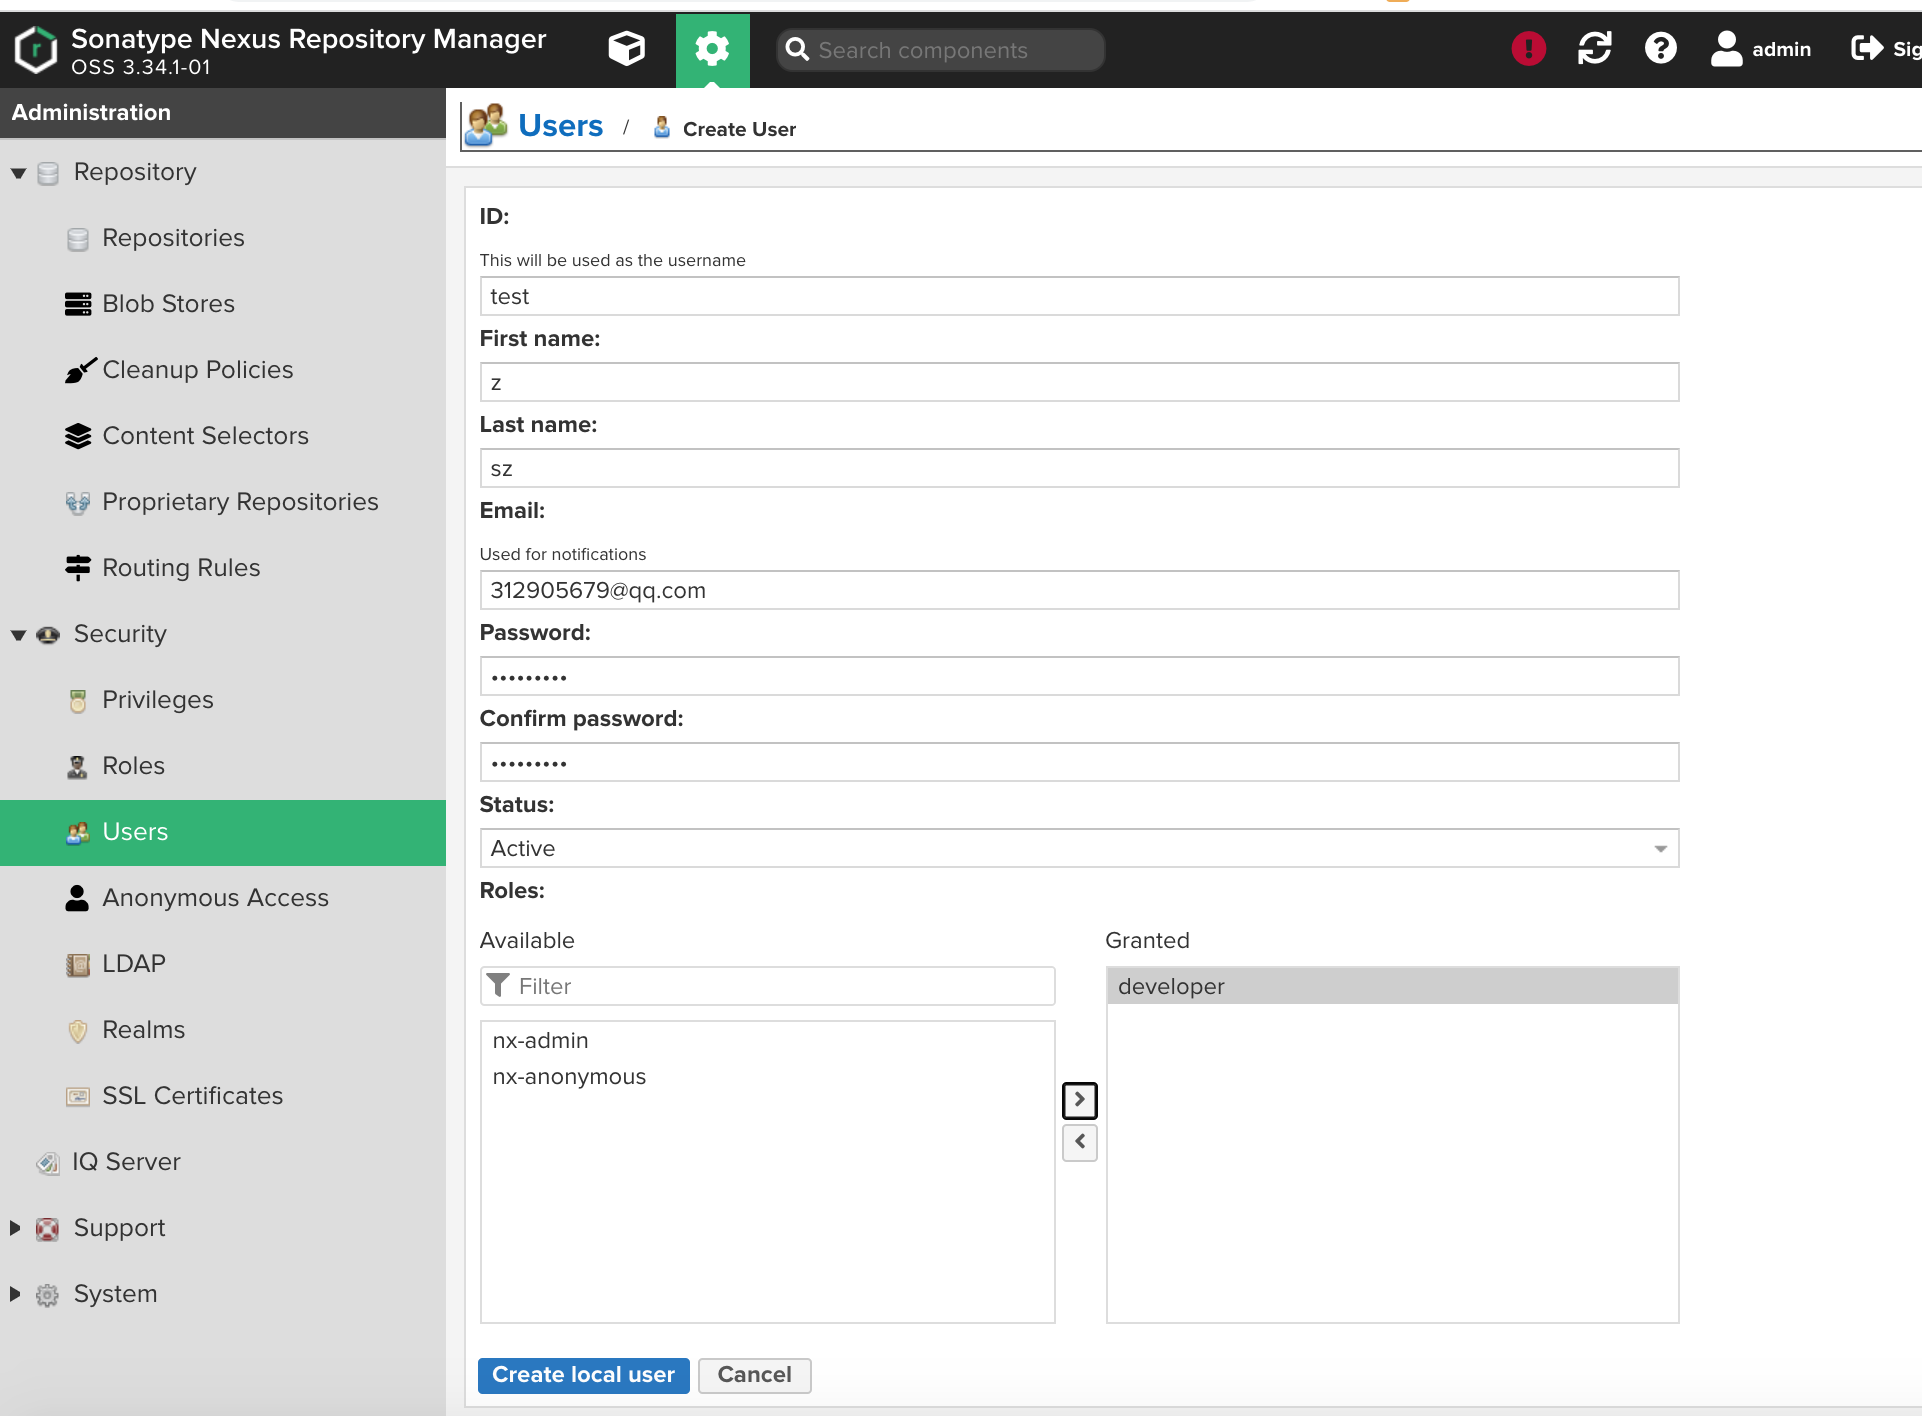 Sonatype Nexus Repository Manager
OSS 3.34.1-01
Search components
admin
Sig
Administration
Repository
Repositories
Blob Stores
Cleanup Policies
Content Selectors
Proprietary Repositories
Routing Rules
Security
Privileges
Roles
Users
Anonymous Access
LDAP
Realms
SSL Certificates
IQ Server
Support
System
Users / Create User
ID:
This will be used as the username
test
First name:
z
Last name:
sz
Email:
Used for notifications
312905679@qq.com
Password:
•••••••••
Confirm password:
•••••••••
Status:
Active
Roles:
Available
Filter
nx-admin
nx-anonymous
Granted
developer
Create local user
Cancel